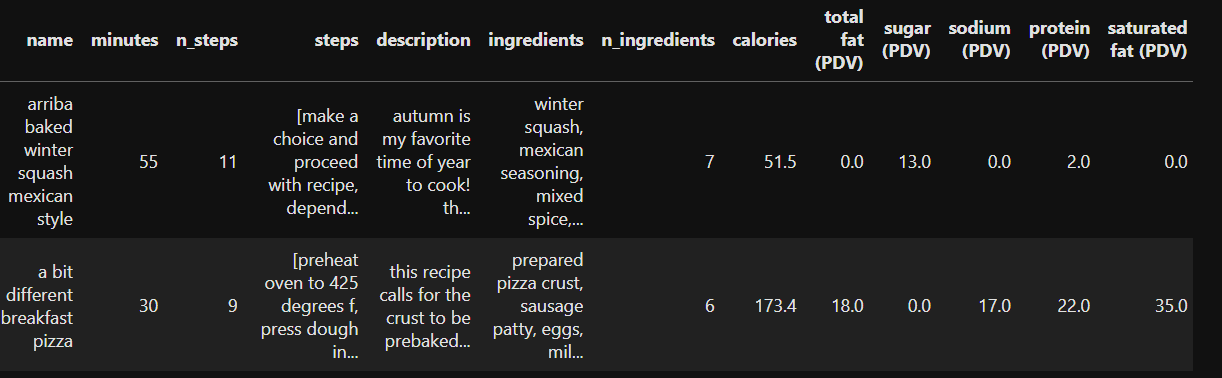 name minutes n_steps steps description ingredients n_ingredients calories total fat (PDV) sugar (PDV) sodium (PDV) protein (PDV) saturated fat (PDV)
arriba baked winter squash mexican style 55 11 [make a choice and proceed with recipe, depend... autumn is my favorite time of year to cook! th... winter squash, mexican seasoning, mixed spice,... 7 51.5 0.0 13.0 0.0 2.0 0.0
a bit different breakfast pizza 30 9 [preheat oven to 425 degrees f, press dough in... this recipe calls for the crust to be prebaked... prepared pizza crust, sausage patty, eggs, mil... 6 173.4 18.0 0.0 17.0 22.0 35.0